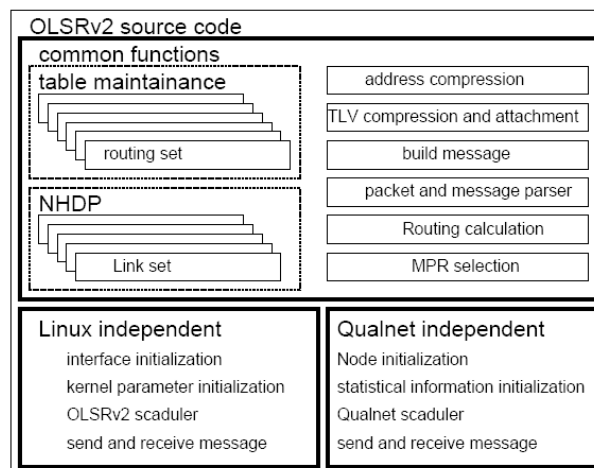 OLSRv2 source code
common functions
table maintainance
routing set
NHDP
Link set
address compression
TLV compression and attachment
build message
packet and message parser
Routing calculation
MPR selection
Linux independent
interface initialization
kernel parameter initialization
OLSRv2 scaduler
send and receive message
Qualnet independent
Node initialization
statistical information initialization
Qualnet scaduler
send and receive message